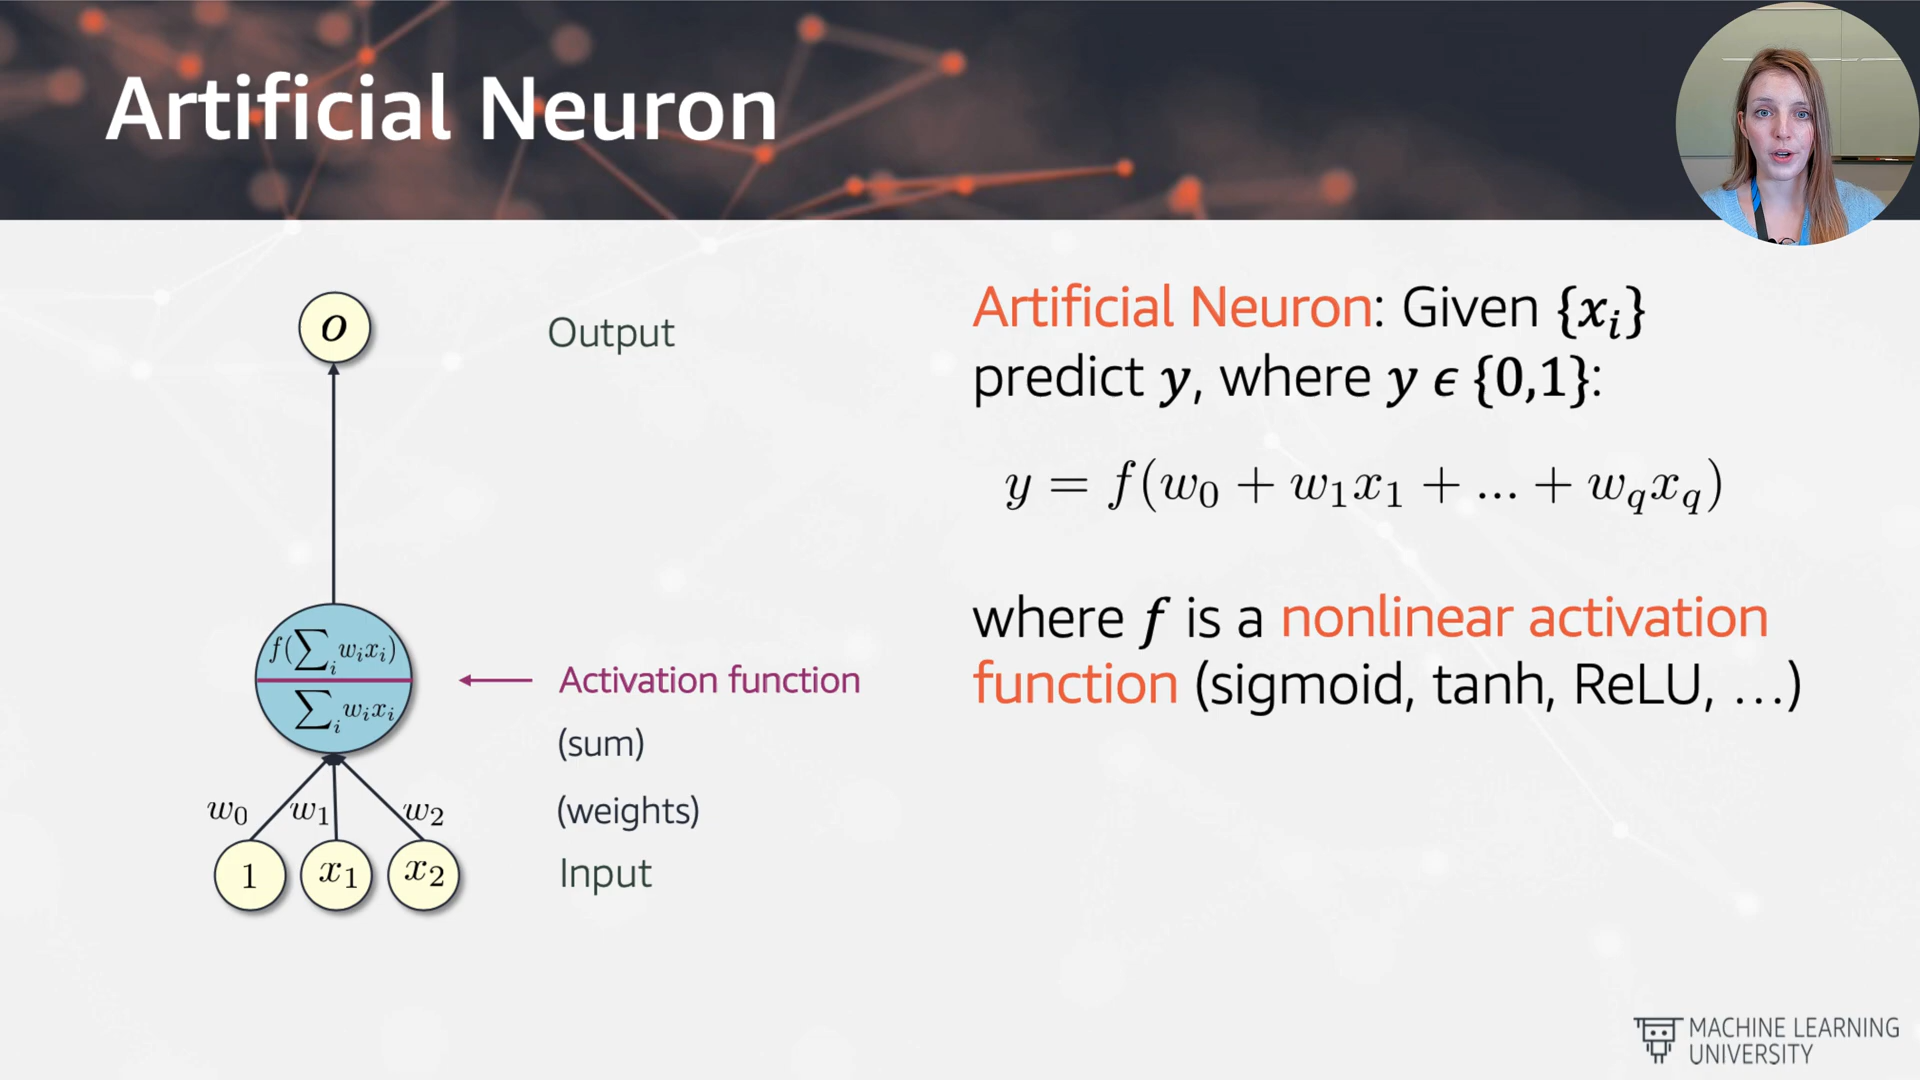 Artificial Neuron
o
Output
f(∑ᵢ wᵢxᵢ)
∑ᵢ wᵢxᵢ
Activation function
(sum)
w₀ w₁ w₂
(weights)
1 x₁ x₂
Input
Artificial Neuron: Given {xᵢ}
predict y, where y ϵ {0,1}:
y = f(w₀ + w₁x₁ + ... + w_q x_q)
where f is a nonlinear activation
function (sigmoid, tanh, ReLU, …)
MACHINE LEARNING
UNIVERSITY